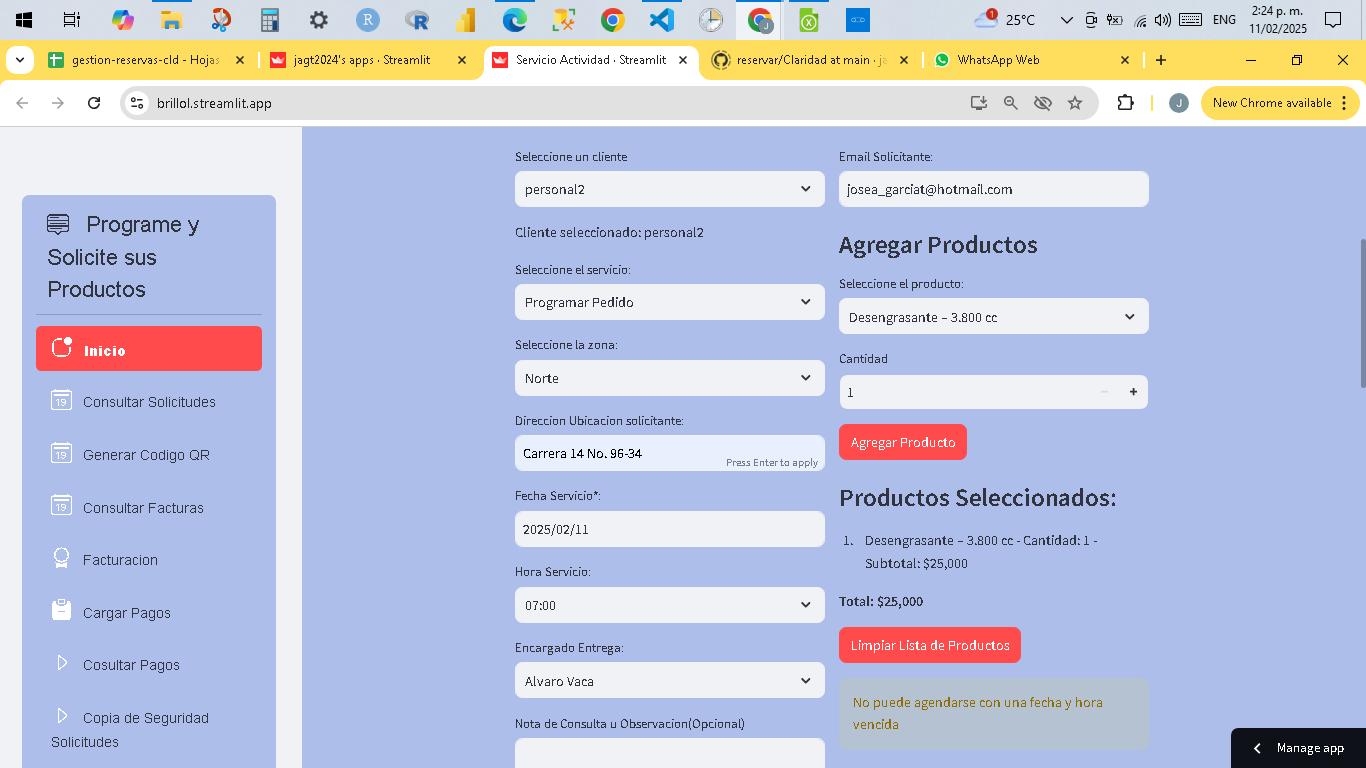 25°C
ENG
2:24 p. m.
11/02/2025
gestion-reservas-cld - Hojas
jagt2024's apps · Streamlit
Servicio Actividad · Streamlit
reservar/Claridad at main · ja
WhatsApp Web
brillol.streamlit.app
J
New Chrome available
Programe y
Solicite sus
Productos
Inicio
19 Consultar Solicitudes
19 Generar Codigo QR
19 Consultar Facturas
Facturacion
Cargar Pagos
Cosultar Pagos
Copia de Seguridad
Solicitudes
Seleccione un cliente
personal2
Cliente seleccionado: personal2
Seleccione el servicio:
Programar Pedido
Seleccione la zona:
Norte
Direccion Ubicacion solicitante:
Carrera 14 No. 96-34
Press Enter to apply
Fecha Servicio*:
2025/02/11
Hora Servicio:
07:00
Encargado Entrega:
Alvaro Vaca
Nota de Consulta u Observacion(Opcional)
Email Solicitante:
josea_garciat@hotmail.com
Agregar Productos
Seleccione el producto:
Desengrasante – 3.800 cc
Cantidad
1
Agregar Producto
Productos Seleccionados:
1. Desengrasante – 3.800 cc - Cantidad: 1 -
Subtotal: $25,000
Total: $25,000
Limpiar Lista de Productos
No puede agendarse con una fecha y hora
vencida
Manage app